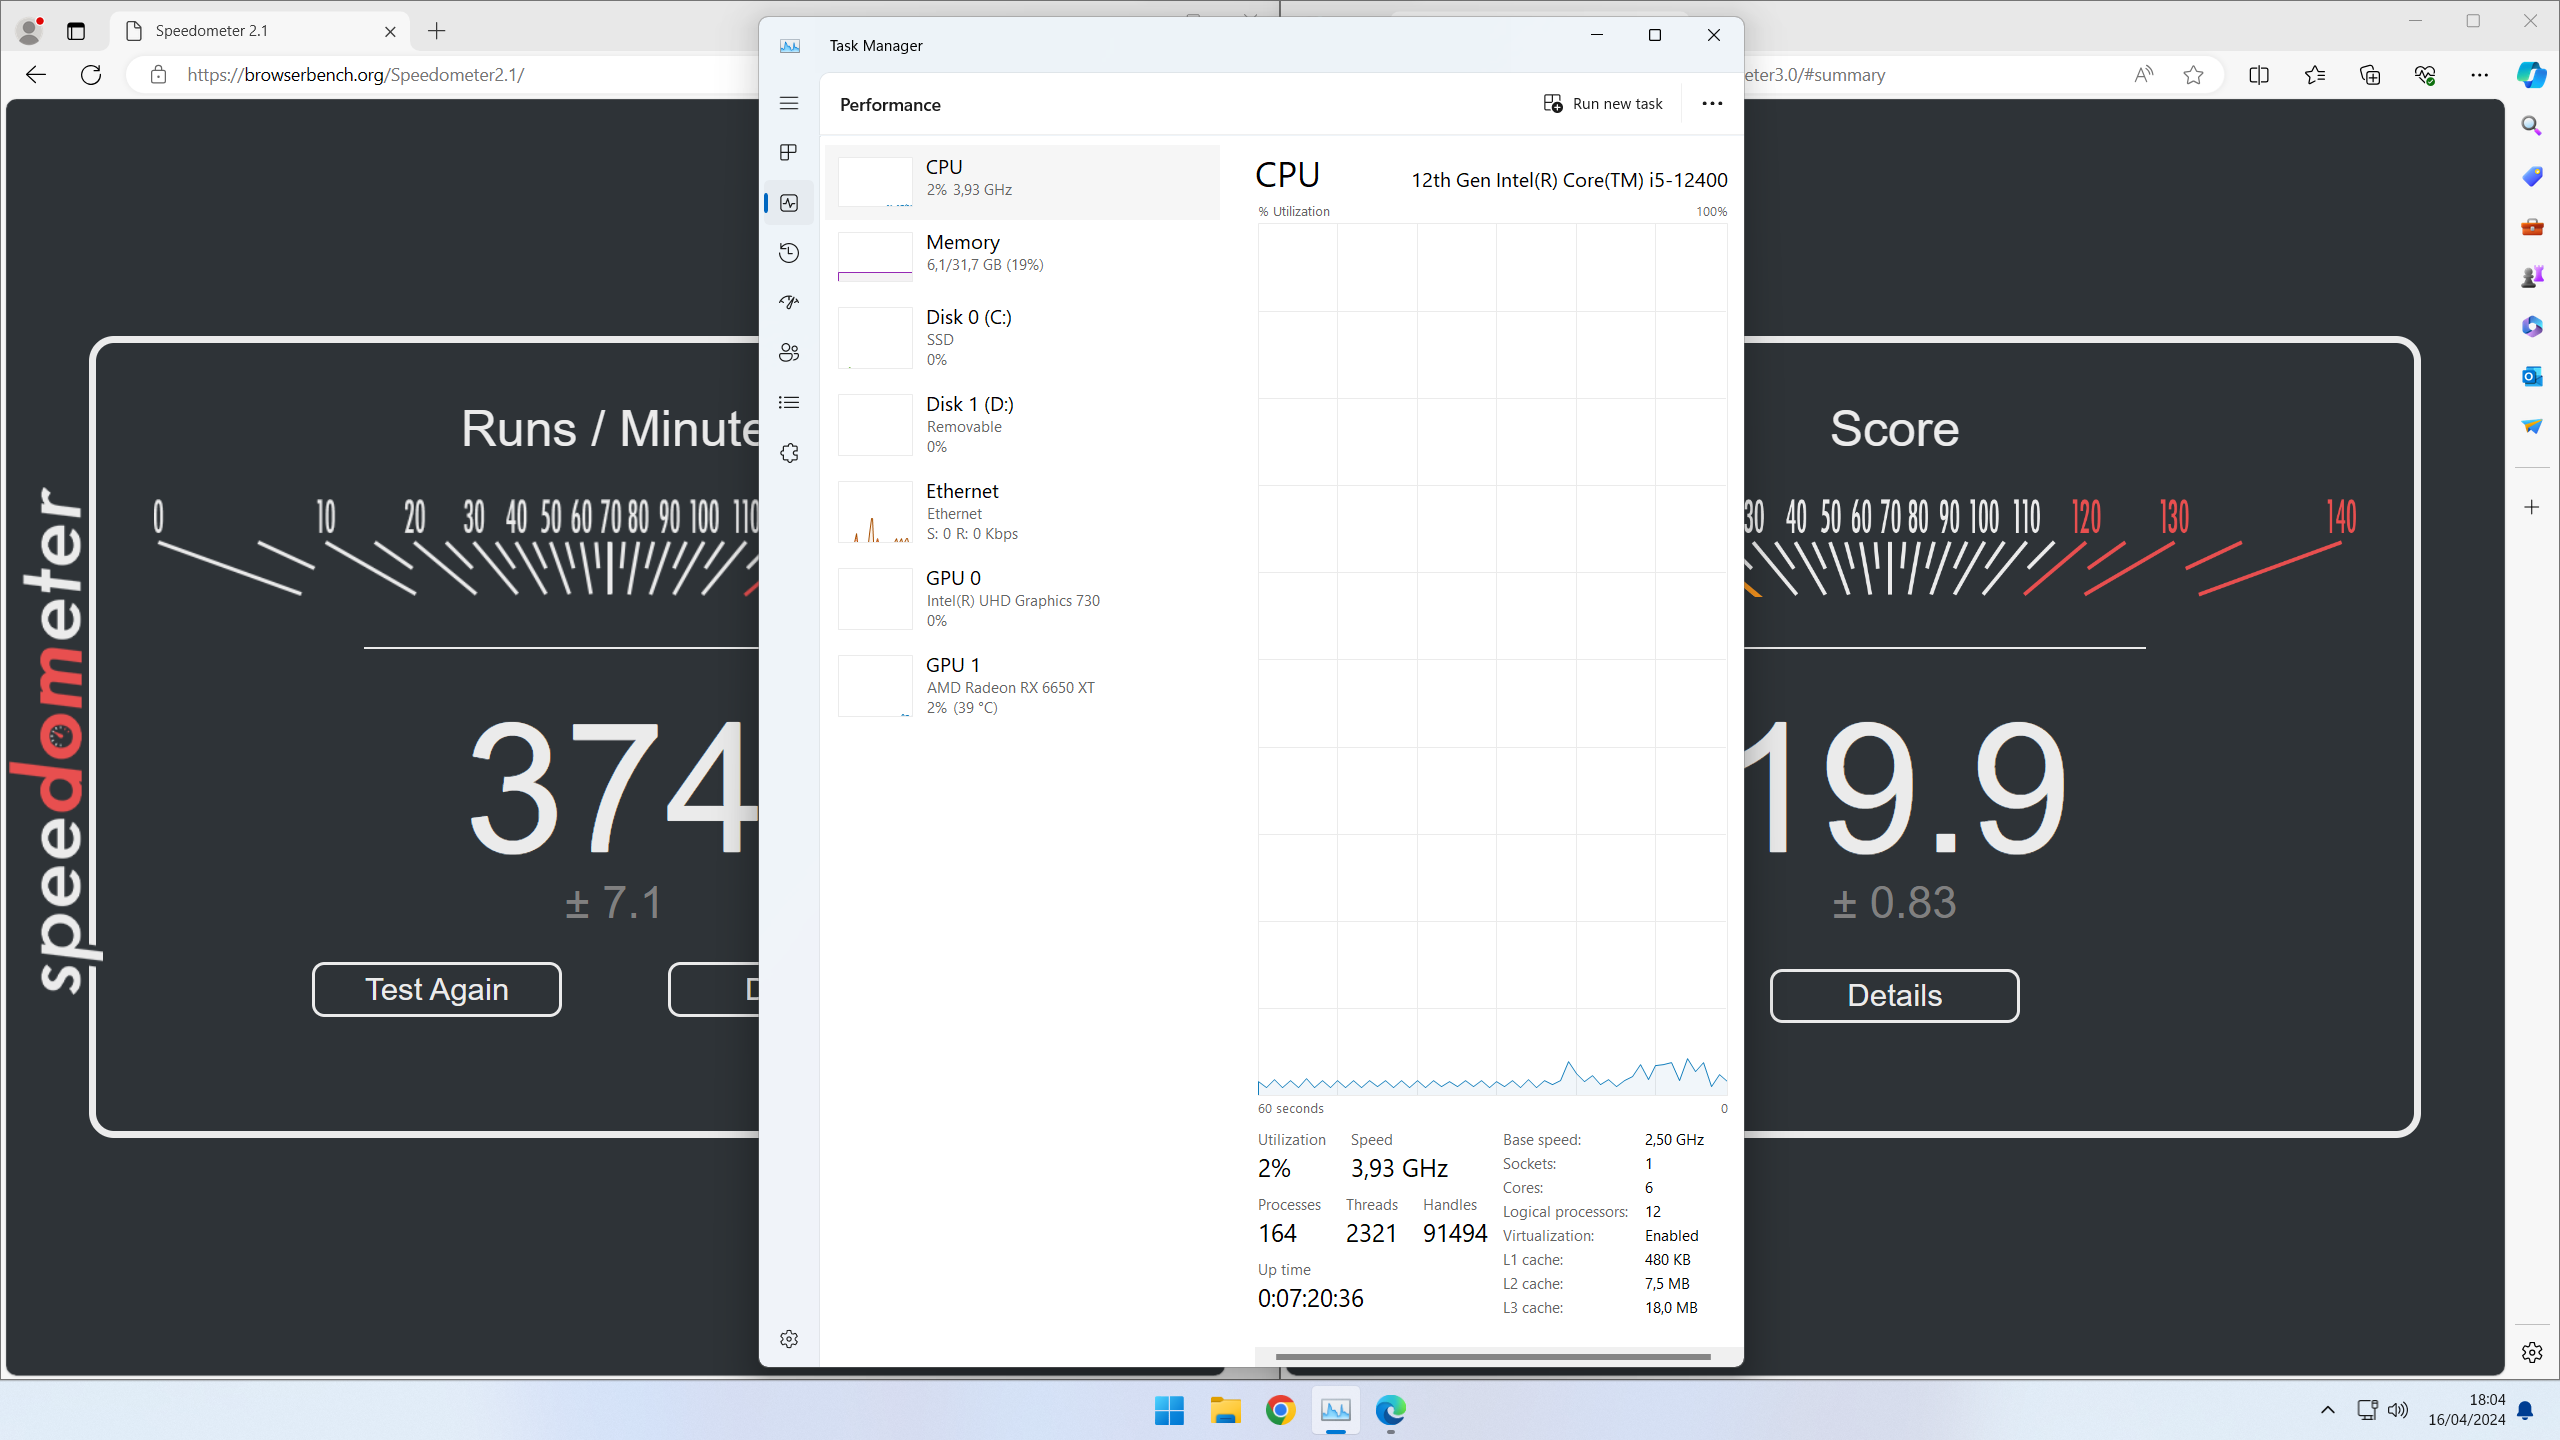 Speedometer 2.1
https://browserbench.org/Speedometer2.1/
Runs / Minute
0 10 20 30 40 50 60 70 80 90 100 110
speedometer
374
± 7.1
Test Again
D
Task Manager
Performance
Run new task
CPU
2% 3,93 GHz
Memory
6,1/31,7 GB (19%)
Disk 0 (C:)
SSD
0%
Disk 1 (D:)
Removable
0%
Ethernet
Ethernet
S: 0 R: 0 Kbps
GPU 0
Intel(R) UHD Graphics 730
0%
GPU 1
AMD Radeon RX 6650 XT
2% (39 °C)
CPU
12th Gen Intel(R) Core(TM) i5-12400
% Utilization
100%
60 seconds
0
Utilization Speed
2% 3,93 GHz
Processes Threads Handles
164 2321 91494
Up time
0:07:20:36
Base speed: 2,50 GHz
Sockets: 1
Cores: 6
Logical processors: 12
Virtualization: Enabled
L1 cache: 480 KB
L2 cache: 7,5 MB
L3 cache: 18,0 MB
eter3.0/#summary
Score
30 40 50 60 70 80 90 100 110 120 130 140
19.9
± 0.83
Details
18:04
16/04/2024